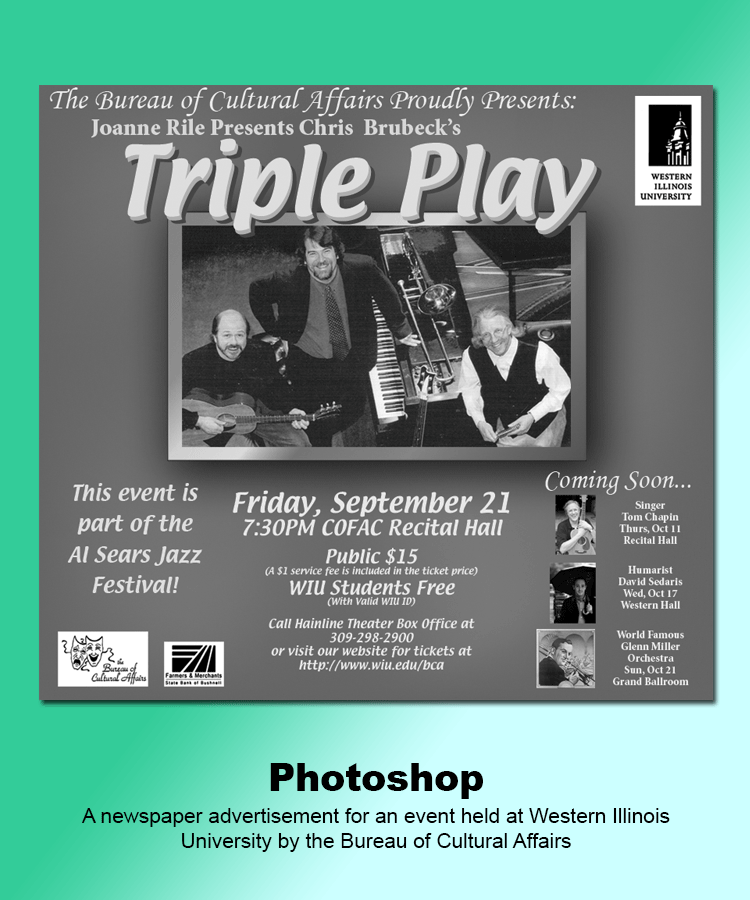 The Bureau of Cultural Affairs Proudly Presents:
Joanne Rile Presents Chris Brubeck's
Triple Play
WESTERN
ILLINOIS
UNIVERSITY
This event is
part of the
Al Sears Jazz
Festival!
Friday, September 21
7:30PM COFAC Recital Hall
Public $15
(A $1 service fee is included in the ticket price)
WIU Students Free
(With Valid WIU ID)
Call Hainline Theater Box Office at
309-298-2900
or visit our website for tickets at
http://www.wiu.edu/bca
Coming Soon...
Singer
Tom Chapin
Thurs, Oct 11
Recital Hall
Humarist
David Sedaris
Wed, Oct 17
Western Hall
World Famous
Glenn Miller
Orchestra
Sun, Oct 21
Grand Ballroom
the
Bureau of
Cultural Affairs
Farmers & Merchants
State Bank of Bushnell
Photoshop
A newspaper advertisement for an event held at Western Illinois
University by the Bureau of Cultural Affairs